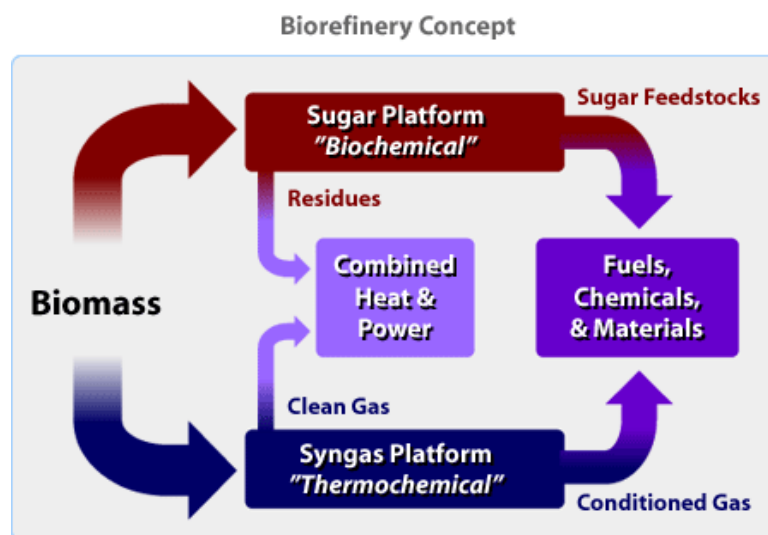 Biorefinery Concept
Sugar Feedstocks
Sugar Platform
"Biochemical"
Residues
Combined
Heat &
Power
Fuels,
Chemicals,
& Materials
Biomass
Clean Gas
Syngas Platform
"Thermochemical"
Conditioned Gas